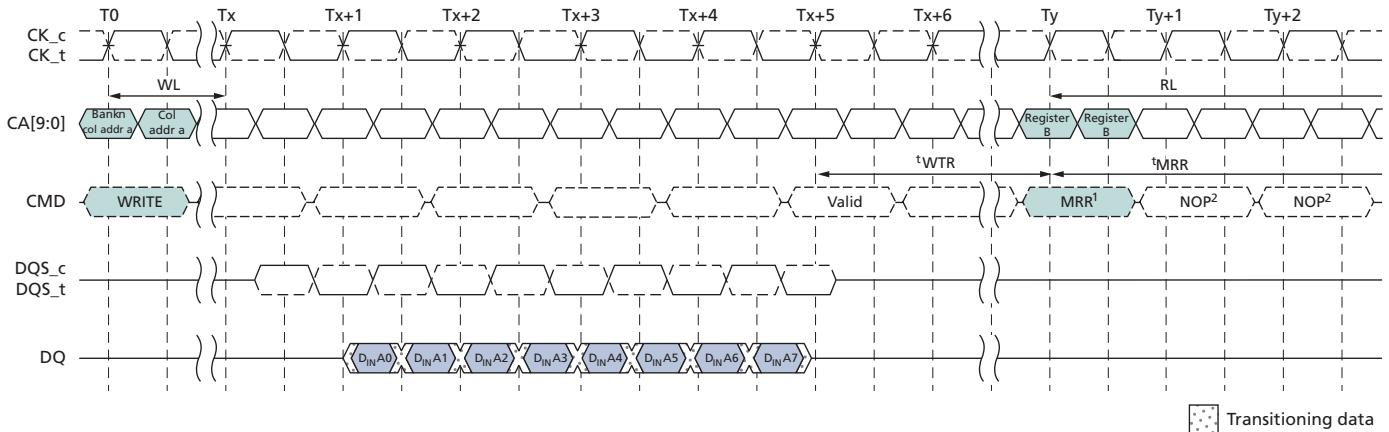 T0 Tx Tx+1 Tx+2 Tx+3 Tx+4 Tx+5 Tx+6 Ty Ty+1 Ty+2
CK_c
CK_t
WL RL
CA[9:0] Bankn col addr a Col addr a Register B Register B
tWTR tMRR
CMD WRITE Valid MRR1 NOP2 NOP2
DQS_c
DQS_t
DQ DINA0 DINA1 DINA2 DINA3 DINA4 DINA5 DINA6 DINA7
Transitioning data